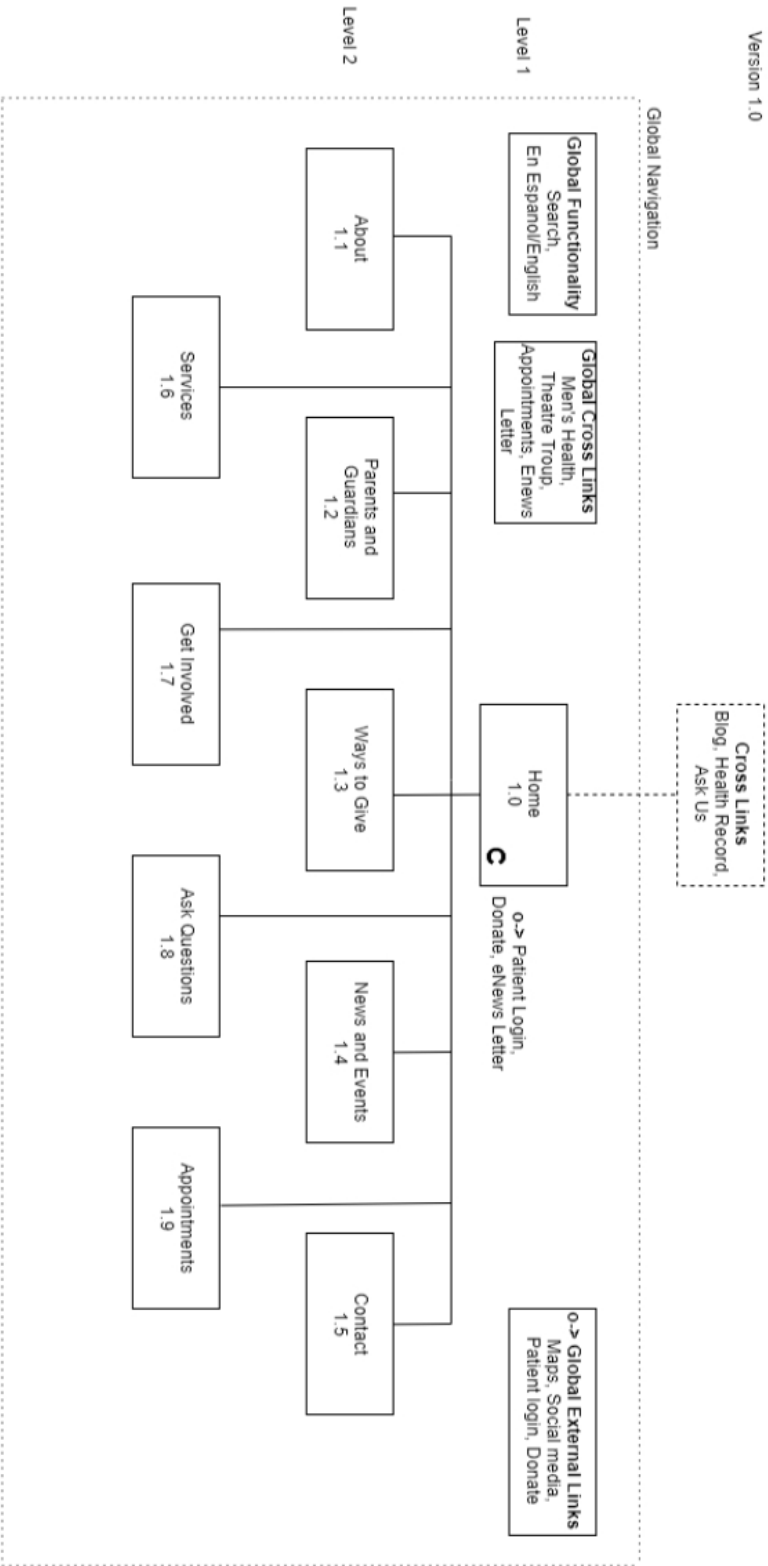 Version 1.0
Cross Links
Blog, Health Record,
Ask Us
Global Navigation
Level 1
Global Functionality
Search,
En Espanol/English
Global Cross Links
Men's Health,
Theatre Troup,
Appointments, Enews
Letter
Home
1.0
C
o-> Patient Login,
Donate, eNews Letter
o-> Global External Links
Maps, Social media,
Patient login, Donate
Level 2
About
1.1
Parents and
Guardians
1.2
Ways to Give
1.3
News and Events
1.4
Contact
1.5
Services
1.6
Get Involved
1.7
Ask Questions
1.8
Appointments
1.9